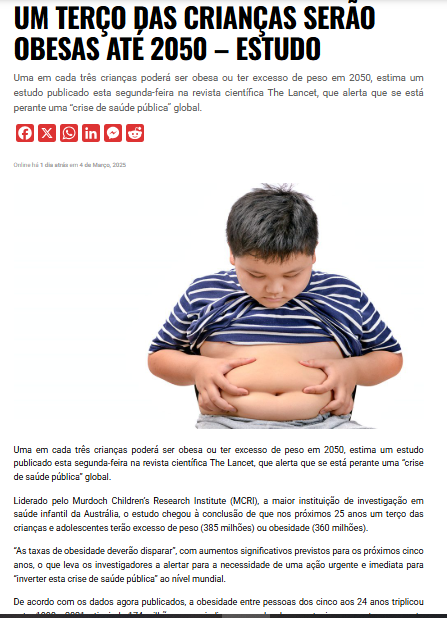 UM TERÇO DAS CRIANÇAS SERÃO
OBESAS ATÉ 2050 – ESTUDO
Uma em cada três crianças poderá ser obesa ou ter excesso de peso em 2050, estima um
estudo publicado esta segunda-feira na revista científica The Lancet, que alerta que se está
perante uma “crise de saúde pública” global.
Online há 1 dia atrás em 4 de Março, 2025
Uma em cada três crianças poderá ser obesa ou ter excesso de peso em 2050, estima um estudo
publicado esta segunda-feira na revista científica The Lancet, que alerta que se está perante uma “crise
de saúde pública” global.
Liderado pelo Murdoch Children’s Research Institute (MCRI), a maior instituição de investigação em
saúde infantil da Austrália, o estudo chegou à conclusão de que nos próximos 25 anos um terço das
crianças e adolescentes terão excesso de peso (385 milhões) ou obesidade (360 milhões).
“As taxas de obesidade deverão disparar”, com aumentos significativos previstos para os próximos cinco
anos, o que leva os investigadores a alertar para a necessidade de uma ação urgente e imediata para
“inverter esta crise de saúde pública” ao nível mundial.
De acordo com os dados agora publicados, a obesidade entre pessoas dos cinco aos 24 anos triplicou